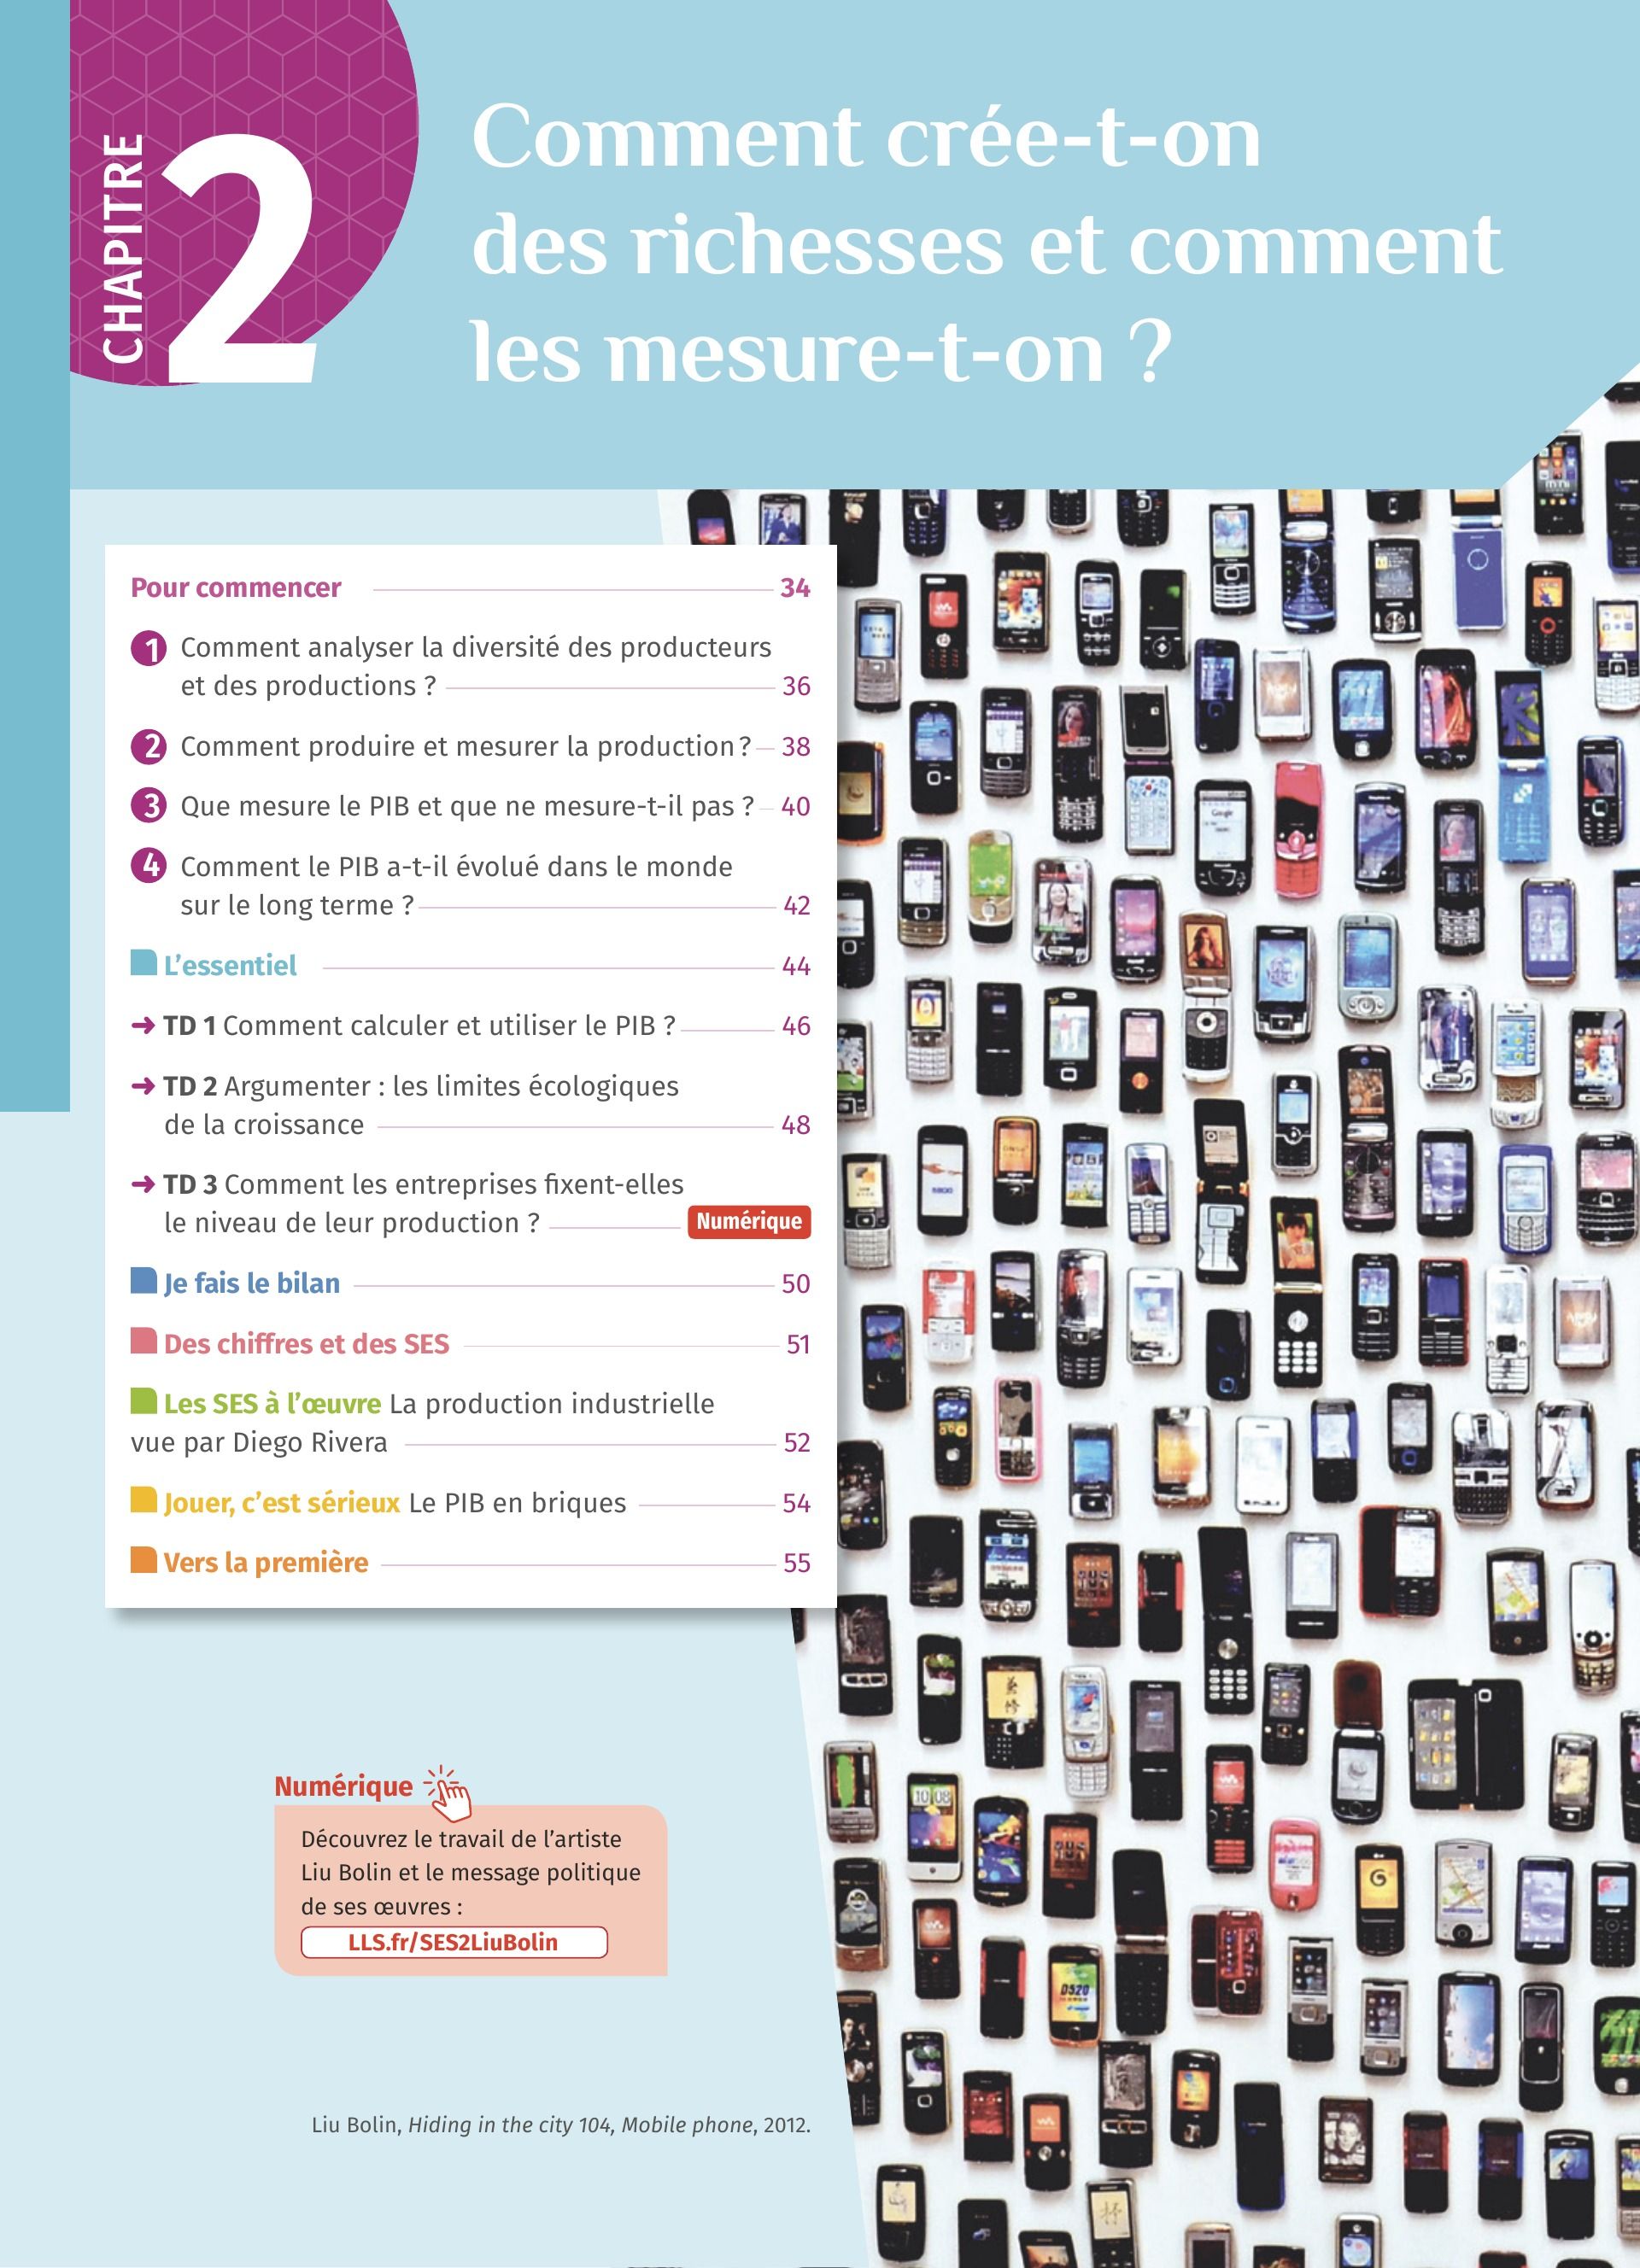 CHAPITRE
2
Comment crée-t-on
des richesses et comment
les mesure-t-on ?
Pour commencer 34
1 Comment analyser la diversité des producteurs
et des productions ? 36
2 Comment produire et mesurer la production ? 38
3 Que mesure le PIB et que ne mesure-t-il pas ? 40
4 Comment le PIB a-t-il évolué dans le monde
sur le long terme ? 42
L’essentiel 44
➜ TD 1 Comment calculer et utiliser le PIB ? 46
➜ TD 2 Argumenter : les limites écologiques
de la croissance 48
➜ TD 3 Comment les entreprises fixent-elles
le niveau de leur production ? Numérique
Je fais le bilan 50
Des chiffres et des SES 51
Les SES à l’œuvre La production industrielle
vue par Diego Rivera 52
Jouer, c’est sérieux Le PIB en briques 54
Vers la première 55
Numérique
Découvrez le travail de l’artiste
Liu Bolin et le message politique
de ses œuvres :
LLS.fr/SES2LiuBolin
Liu Bolin, Hiding in the city 104, Mobile phone, 2012.
Google
10:08
D520